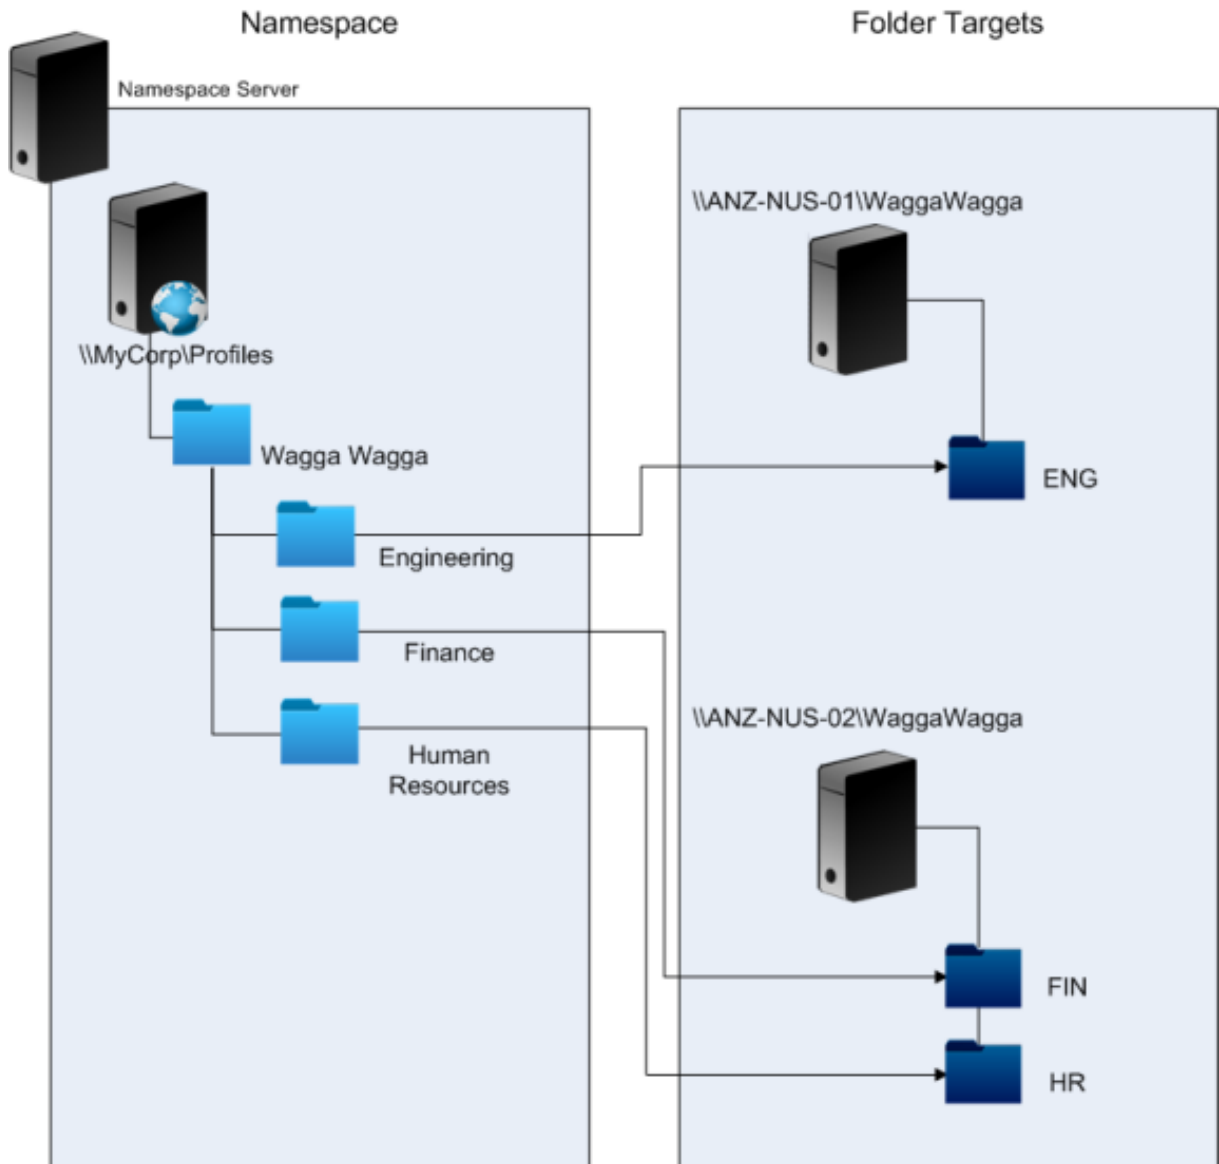 Namespace
Folder Targets
Namespace Server
\\MyCorp\Profiles
Wagga Wagga
Engineering
Finance
Human
Resources
\\ANZ-NUS-01\WaggaWagga
ENG
\\ANZ-NUS-02\WaggaWagga
FIN
HR